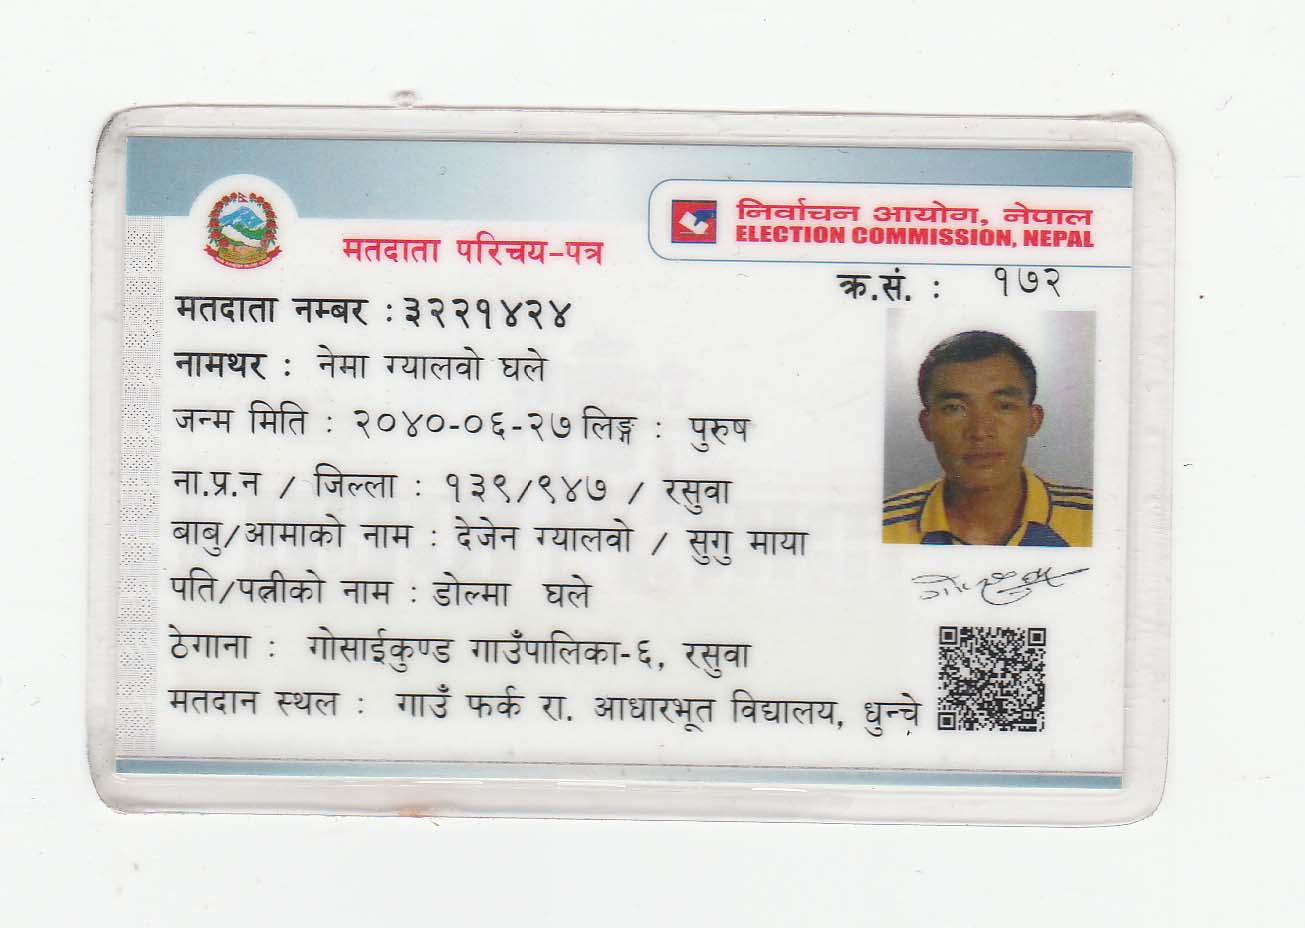 निर्वाचन आयोग, नेपाल
ELECTION COMMISSION, NEPAL
मतदाता परिचय-पत्र
क्र.सं. : १७२
मतदाता नम्बर : ३२२१४२४
नामथर : नेमा ग्यालवो घले
जन्म मिति : २०४०-०६-२७ लिङ्ग : पुरुष
ना.प्र.न / जिल्ला : १३९/९४७ / रसुवा
बाबु/आमाको नाम : देजेन ग्यालवो / सुगु माया
पति/पत्नीको नाम : डोल्मा घले
ठेगाना : गोसाईकुण्ड गाउँपालिका-६, रसुवा
मतदान स्थल : गाउँ फर्क रा. आधारभूत विद्यालय, धुन्चे